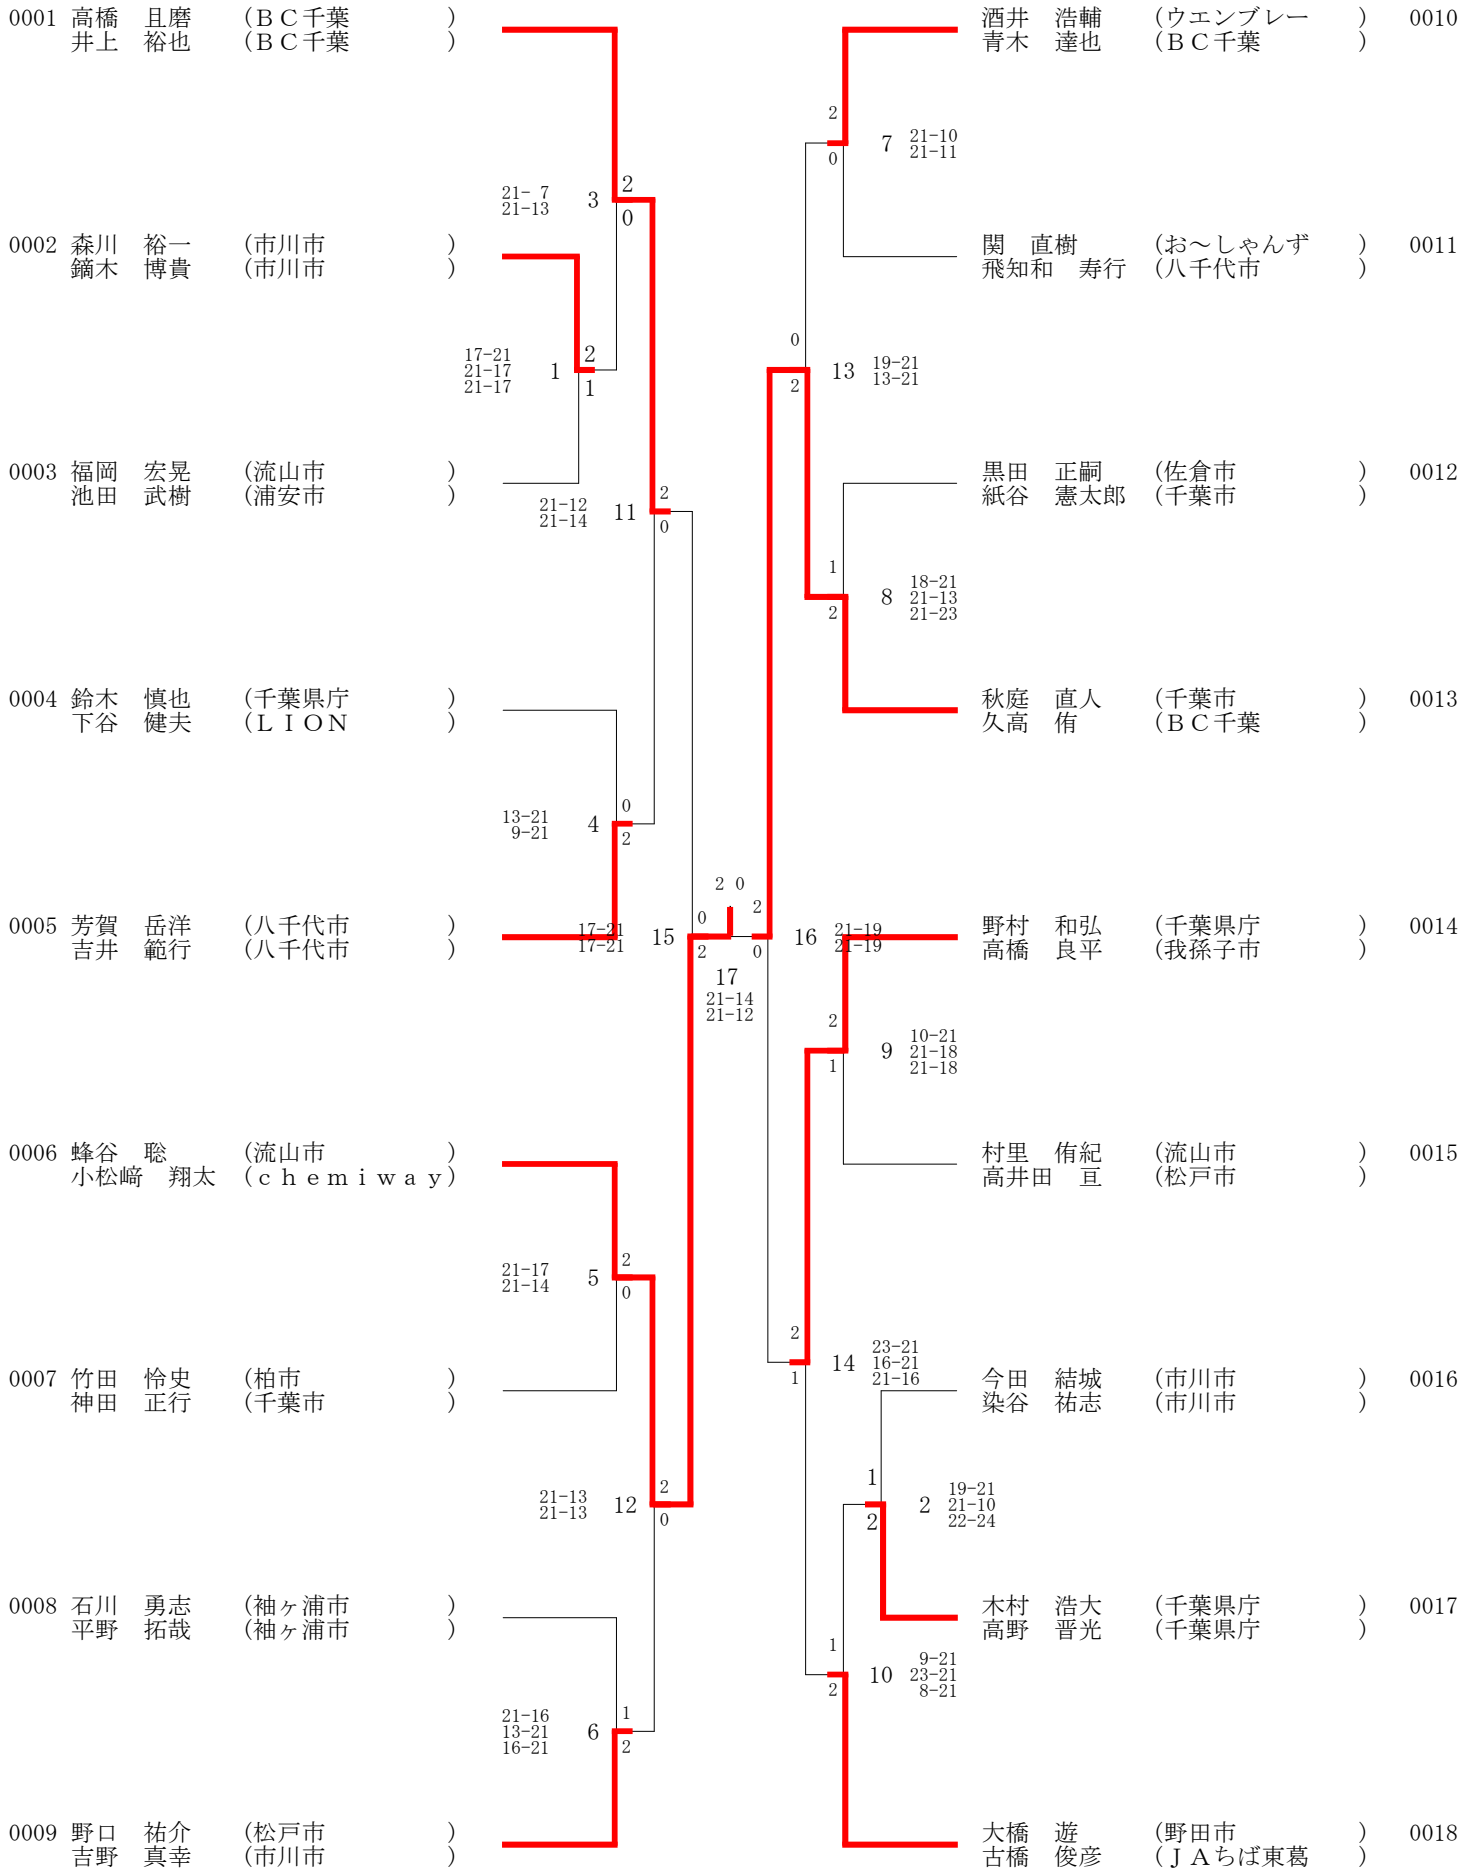 0001 高橋 且磨 (ＢＣ千葉 )
井上 裕也 (ＢＣ千葉 )
21- 7
21-13
3
2
0
0002 森川 裕一 (市川市 )
鏑木 博貴 (市川市 )
17-21
21-17
21-17
1
2
1
0003 福岡 宏晃 (流山市 )
池田 武樹 (浦安市 )
21-12
21-14
11
2
0
0004 鈴木 慎也 (千葉県庁 )
下谷 健夫 (ＬＩＯＮ )
13-21
9-21
4
0
2
0005 芳賀 岳洋 (八千代市 )
吉井 範行 (八千代市 )
17-21
17-21
15
0
2
2 0
17
21-14
21-12
0006 蜂谷 聡 (流山市 )
小松﨑 翔太 (ｃｈｅｍｉｗａｙ)
21-17
21-14
5
2
0
0007 竹田 怜史 (柏市 )
神田 正行 (千葉市 )
21-13
21-13
12
2
0
0008 石川 勇志 (袖ヶ浦市 )
平野 拓哉 (袖ヶ浦市 )
21-16
13-21
16-21
6
1
2
0009 野口 祐介 (松戸市 )
吉野 真幸 (市川市 )
酒井 浩輔 (ウエンブレー ) 0010
青木 達也 (ＢＣ千葉 )
2
0
7
21-10
21-11
関 直樹 (お～しゃんず ) 0011
飛知和 寿行 (八千代市 )
0
2
13
19-21
13-21
黒田 正嗣 (佐倉市 ) 0012
紙谷 憲太郎 (千葉市 )
1
2
8
18-21
21-13
21-23
秋庭 直人 (千葉市 ) 0013
久高 侑 (ＢＣ千葉 )
2
0
16
21-19
21-19
野村 和弘 (千葉県庁 ) 0014
高橋 良平 (我孫子市 )
2
1
9
10-21
21-18
21-18
村里 侑紀 (流山市 ) 0015
高井田 亘 (松戸市 )
2
1
14
23-21
16-21
21-16
今田 結城 (市川市 ) 0016
染谷 祐志 (市川市 )
1
2
2
19-21
21-10
22-24
木村 浩大 (千葉県庁 ) 0017
高野 晋光 (千葉県庁 )
1
2
10
9-21
23-21
8-21
大橋 遊 (野田市 ) 0018
古橋 俊彦 (ＪＡちば東葛 )